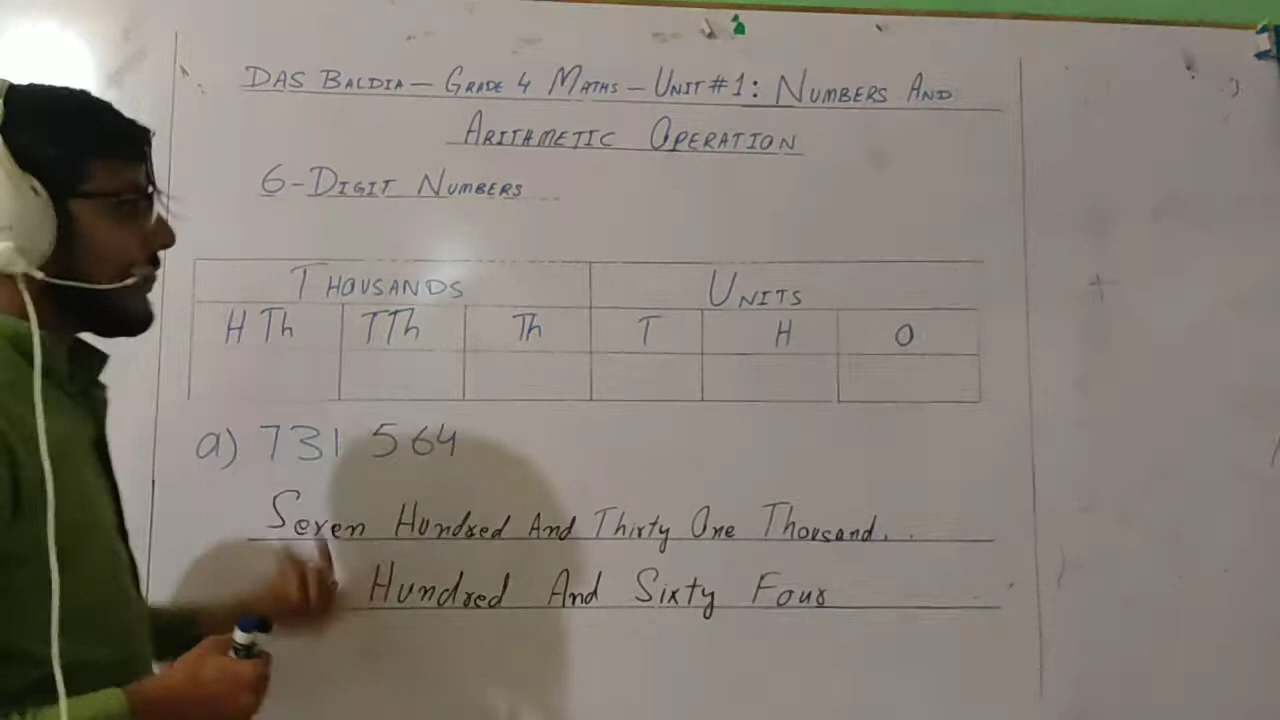 DAS BALDIA – GRADE 4 MATHS – UNIT #1: NUMBERS AND
ARITHMETIC OPERATION
6-DIGIT NUMBERS
THOUSANDS UNITS
H Th TTh Th T H O
a) 731 564
Seven Hundred And Thirty One Thousand...
Hundred And Sixty Four